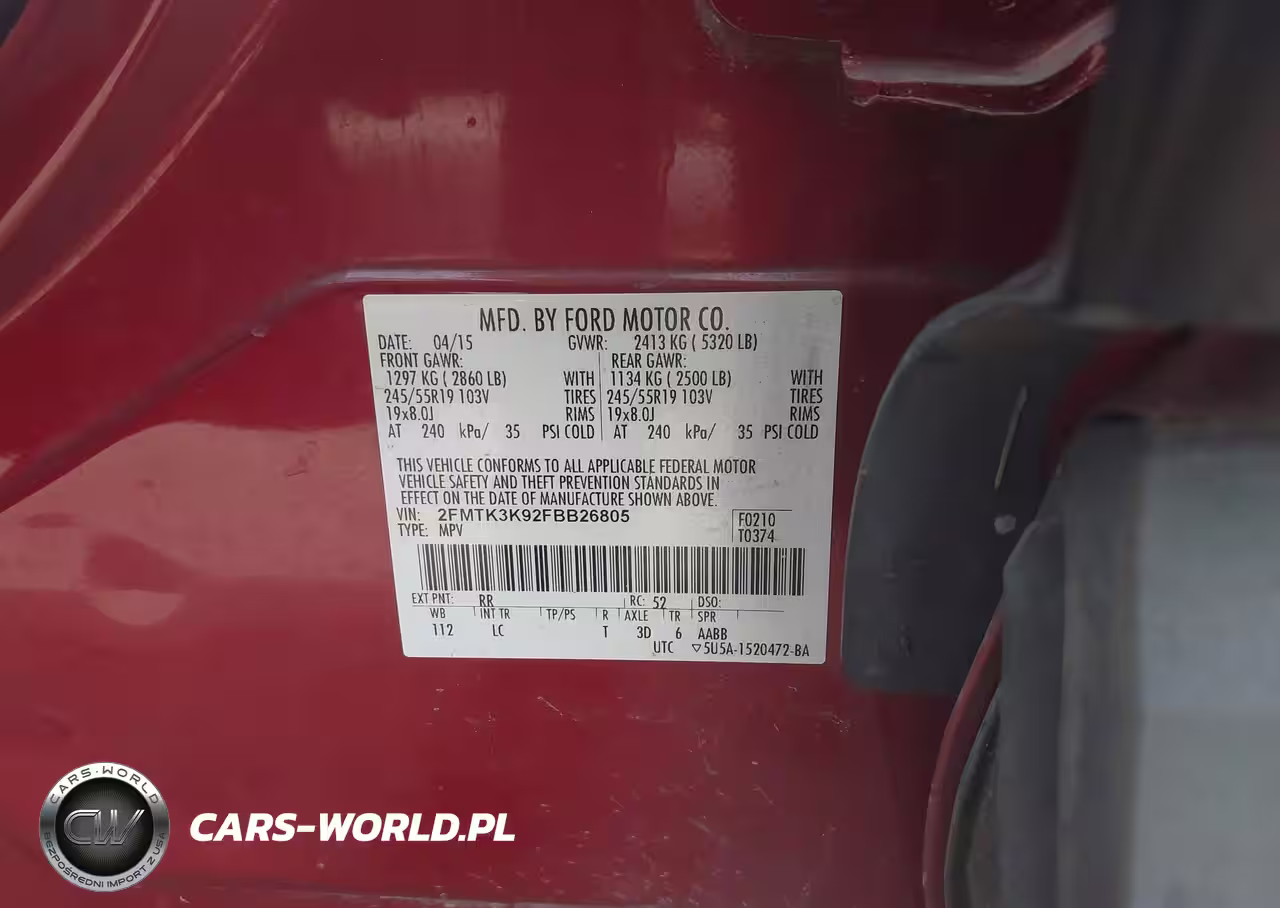 MFD. BY FORD MOTOR CO.
DATE: 04/15 GVWR: 2413 KG ( 5320 LB)
FRONT GAWR: REAR GAWR:
1297 KG ( 2860 LB) WITH 1134 KG ( 2500 LB) WITH
245/55R19 103V TIRES 245/55R19 103V TIRES
19x8.0J RIMS 19x8.0J RIMS
AT 240 kPa/ 35 PSI COLD AT 240 kPa/ 35 PSI COLD
THIS VEHICLE CONFORMS TO ALL APPLICABLE FEDERAL MOTOR
VEHICLE SAFETY AND THEFT PREVENTION STANDARDS IN
EFFECT ON THE DATE OF MANUFACTURE SHOWN ABOVE.
VIN: 2FMTK3K92FBB26805 F0210
TYPE: MPV T0374
EXT PNT: RR RC: 52 DSO:
WB INT TR TP/PS R AXLE TR SPR
112 LC T 3D 6 AABB
UTC ▽5U5A-1520472-BA
CARS-WORLD
CW
BEZPOŚREDNI IMPORT Z USA
CARS-WORLD.PL